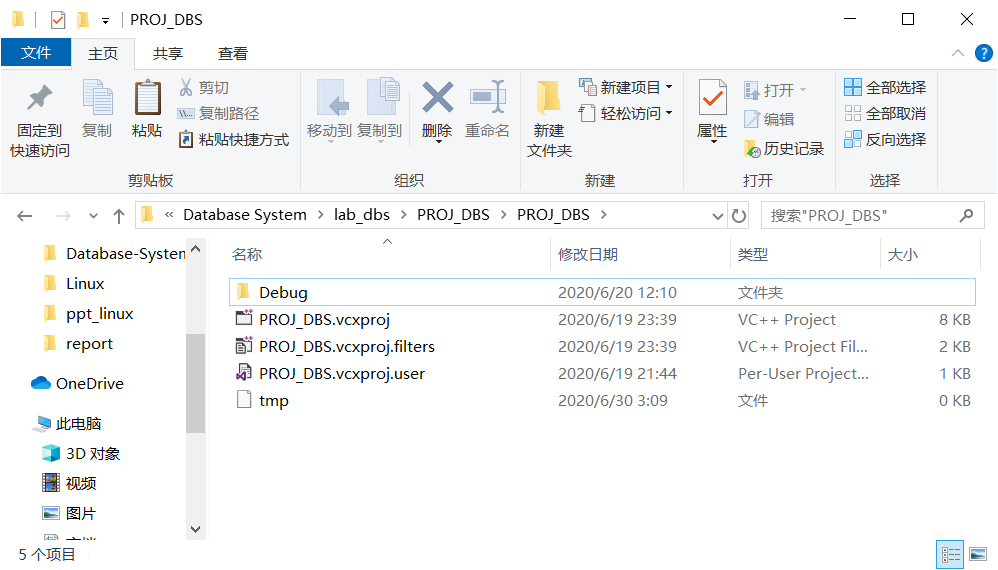 PROJ_DBS
文件 主页 共享 查看
固定到快速访问
复制
粘贴
剪切
复制路径
粘贴快捷方式
剪贴板
移动到
复制到
删除
重命名
组织
新建文件夹
新建项目
轻松访问
新建
属性
打开
编辑
历史记录
打开
全部选择
全部取消
反向选择
选择
« Database System > lab_dbs > PROJ_DBS > PROJ_DBS >
搜索"PROJ_DBS"
Database-System
Linux
ppt_linux
report
OneDrive
此电脑
3D 对象
视频
图片
名称 修改日期 类型 大小
Debug 2020/6/20 12:10 文件夹
PROJ_DBS.vcxproj 2020/6/19 23:39 VC++ Project 8 KB
PROJ_DBS.vcxproj.filters 2020/6/19 23:39 VC++ Project Fil... 2 KB
PROJ_DBS.vcxproj.user 2020/6/19 21:44 Per-User Project... 1 KB
tmp 2020/6/30 3:09 文件 0 KB
5 个项目